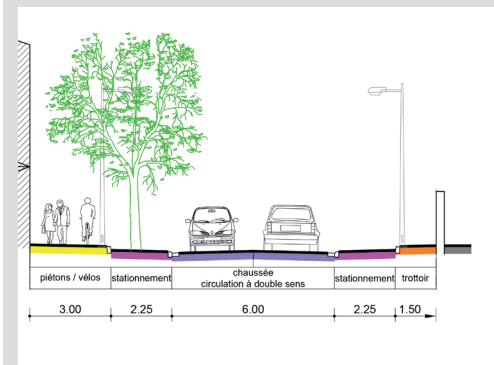 piétons / vélos
stationnement
chaussée
circulation à double sens
stationnement
trottoir
3.00
2.25
6.00
2.25
1.50